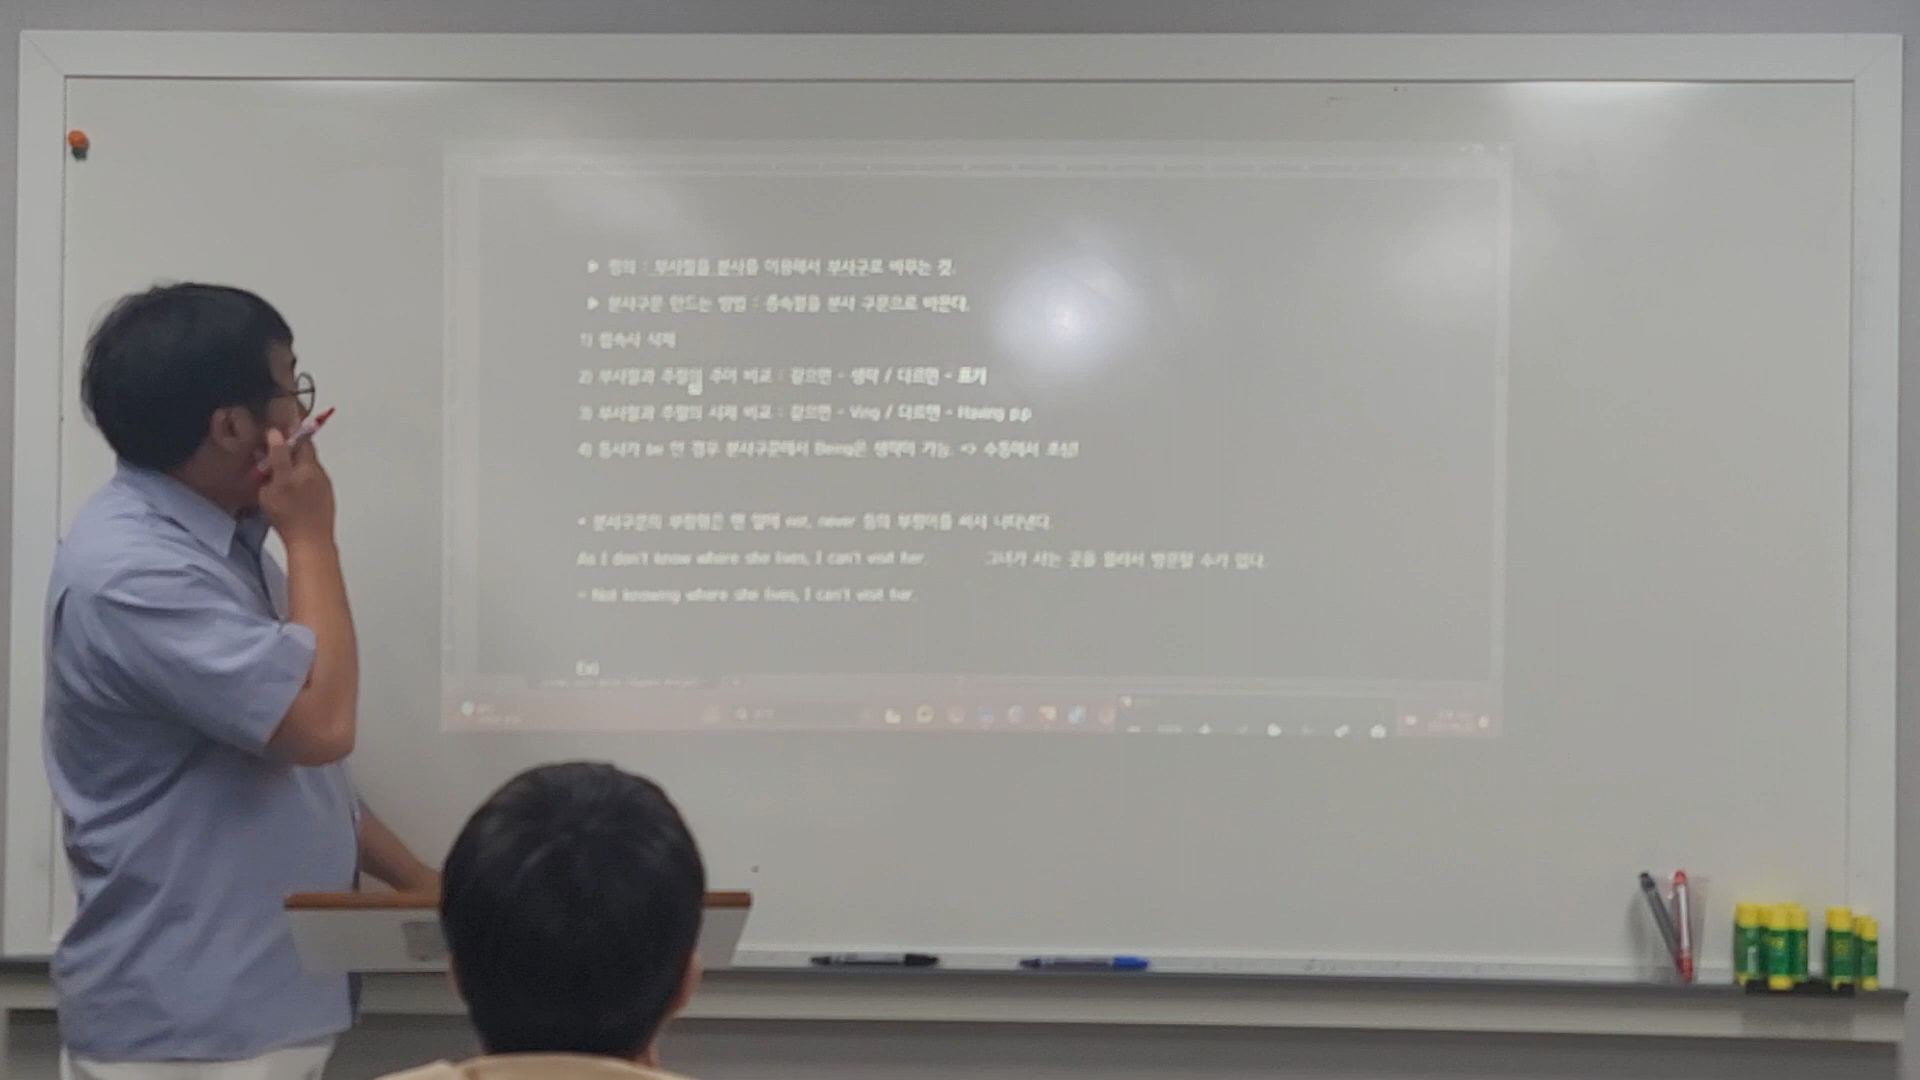 ▶ 정의 : 부사절을 분사를 이용해서 부사구로 바꾸는 것.
▶ 분사구문 만드는 방법 : 종속절을 분사 구문으로 바꾼다.
1) 접속사 삭제
2) 부사절과 주절의 주어 비교 : 같으면 - 생략 / 다르면 - 표기
3) 부사절과 주절의 시제 비교 : 같으면 - Ving / 다르면 - Having p.p
4) 동사가 be 인 경우 분사구문에서 Being은 생략이 가능. => 수동에서 조심!
* 분사구문의 부정형은 맨 앞에 not, never 등의 부정어를 써서 나타낸다.
As I don't know where she lives, I can't visit her. 그녀가 사는 곳을 몰라서 방문할 수가 없다.
= Not knowing where she lives, I can't visit her.
Ex)